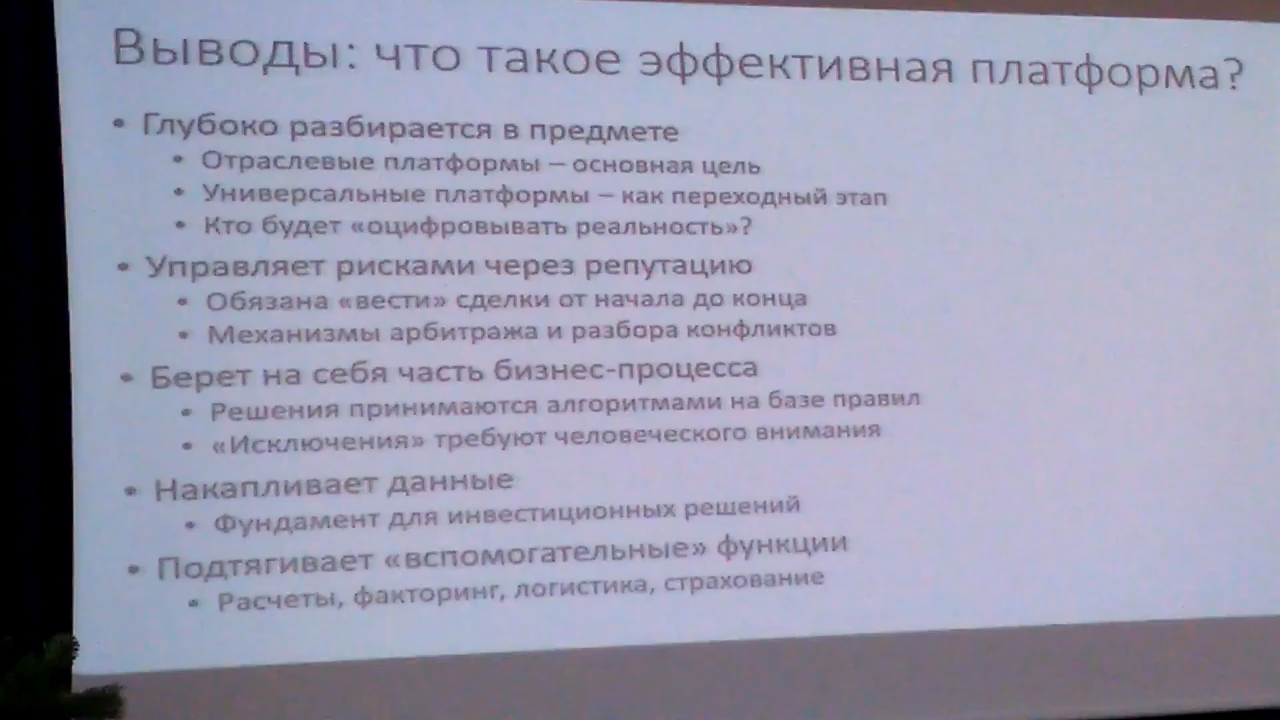 Выводы: что такое эффективная платформа?
• Глубоко разбирается в предмете
• Отраслевые платформы – основная цель
• Универсальные платформы – как переходный этап
• Кто будет «оцифровывать реальность»?
• Управляет рисками через репутацию
• Обязана «вести» сделки от начала до конца
• Механизмы арбитража и разбора конфликтов
• Берет на себя часть бизнес-процесса
• Решения принимаются алгоритмами на базе правил
• «Исключения» требуют человеческого внимания
• Накапливает данные
• Фундамент для инвестиционных решений
• Подтягивает «вспомогательные» функции
• Расчеты, факторинг, логистика, страхование